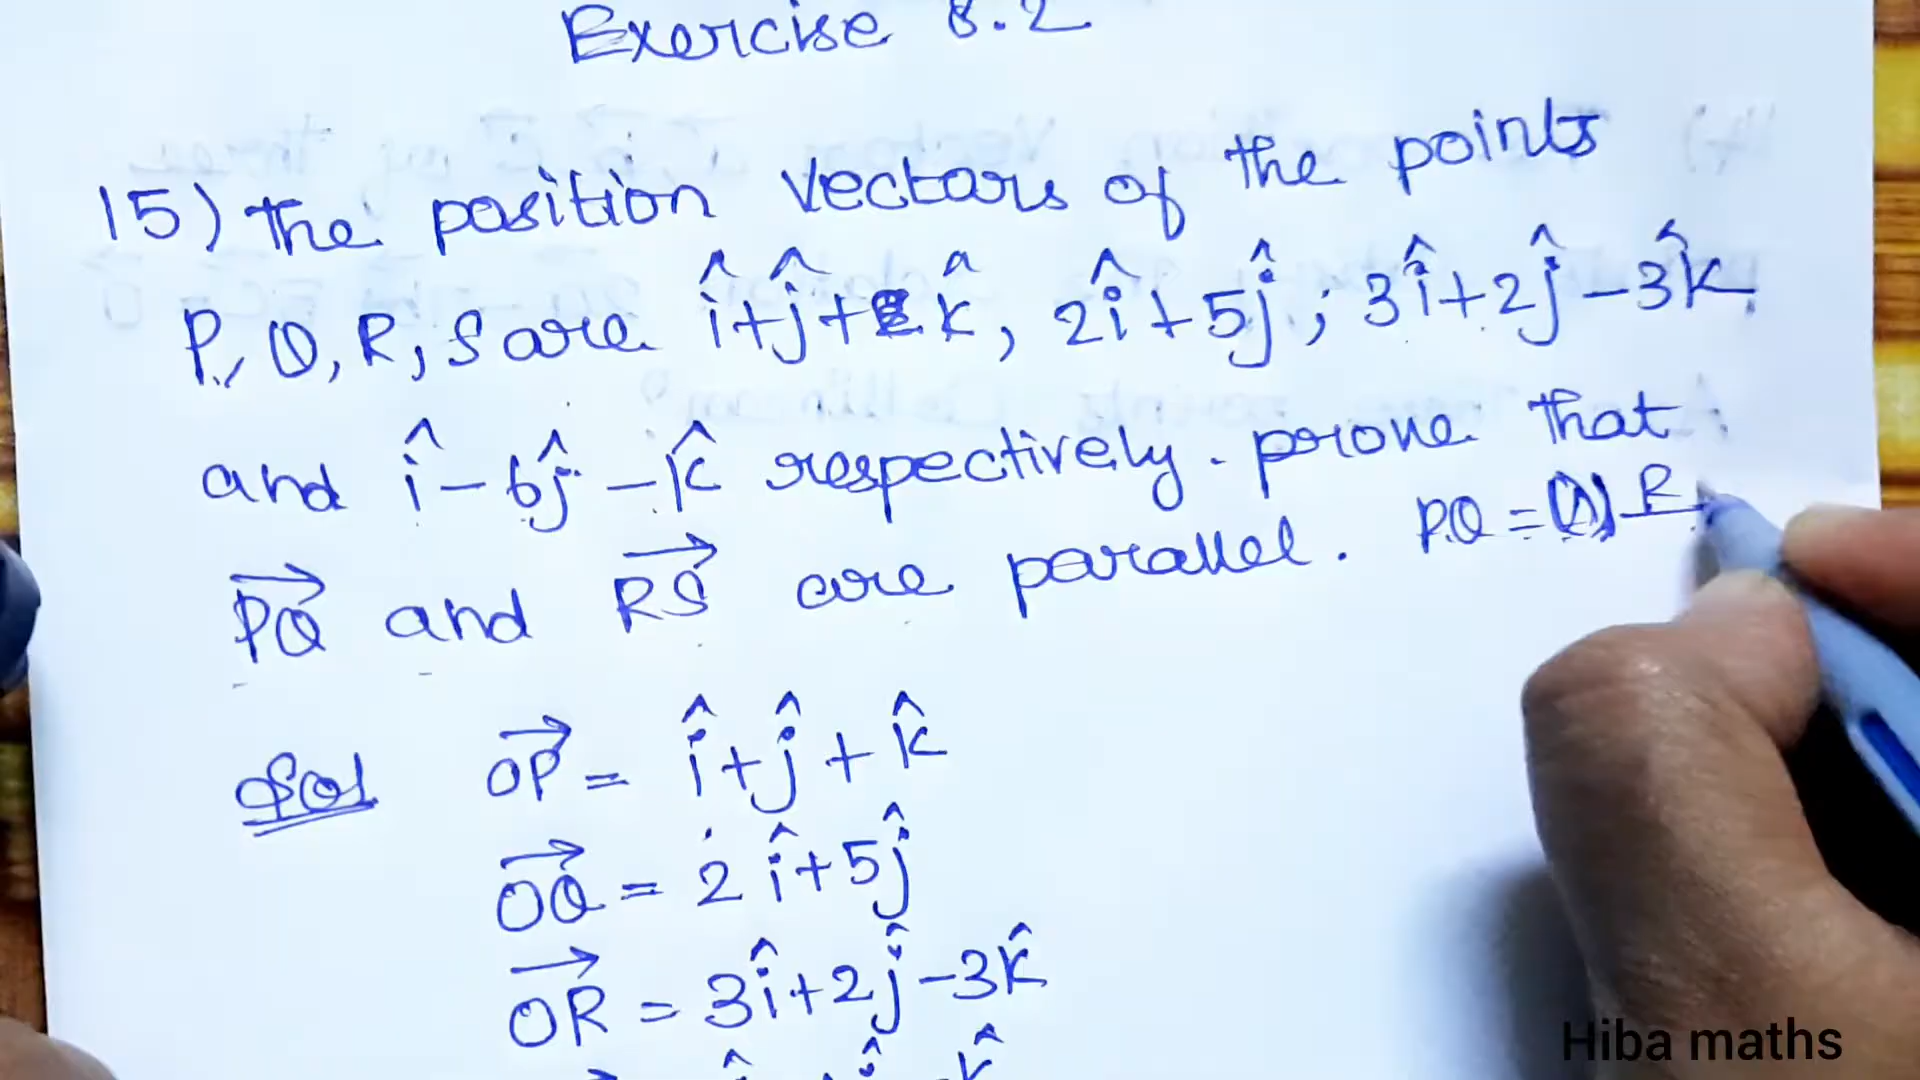 Exercise 8.2
15) The position vectors of the points
P, Q, R, S are î+ĵ+k̂, 2î+5ĵ, 3î+2ĵ-3k̂
and î-6ĵ-k̂ respectively. prove that
PQ⃗ and RS⃗ are parallel. PQ = (λ) R
Sol OP⃗ = î+ĵ+k̂
OQ⃗ = 2î+5ĵ
OR⃗ = 3î+2ĵ-3k̂
Hiba maths